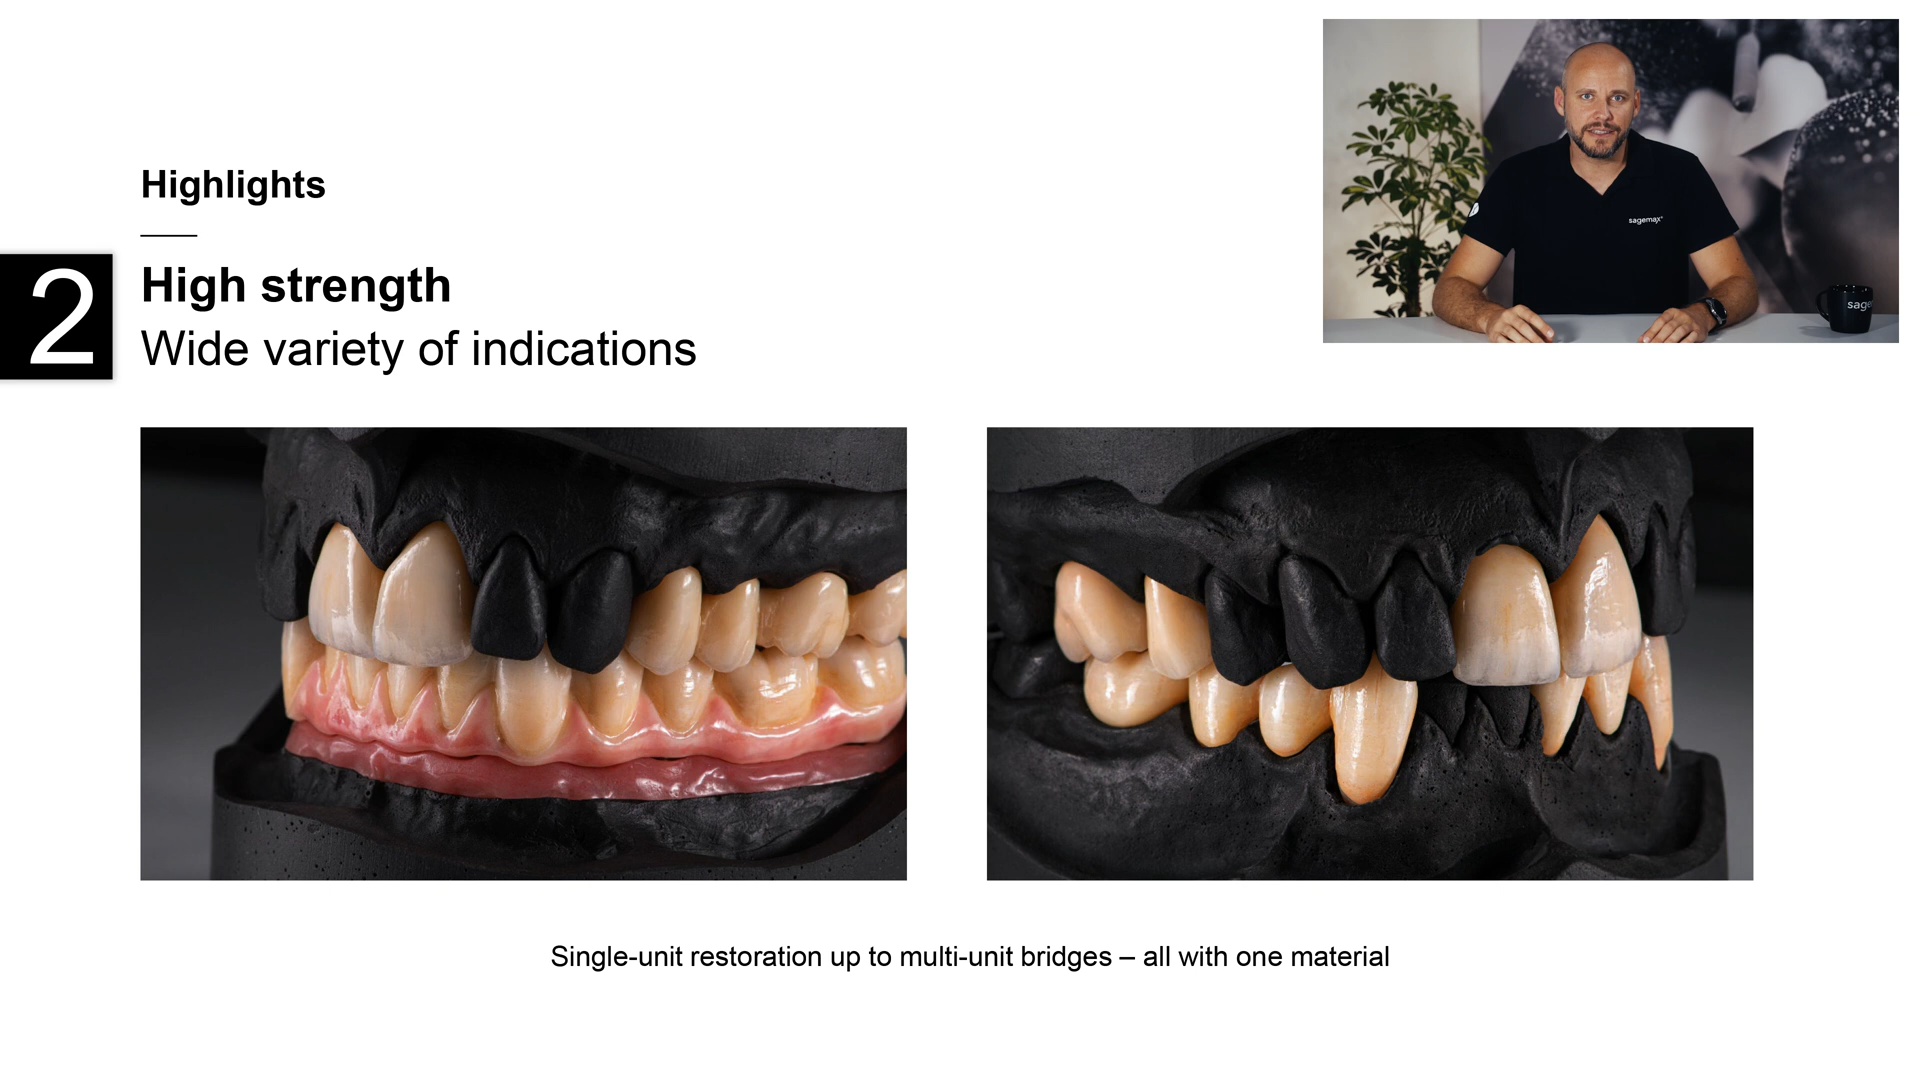 Highlights
2
High strength
Wide variety of indications
sagemax®
sage
Single-unit restoration up to multi-unit bridges – all with one material